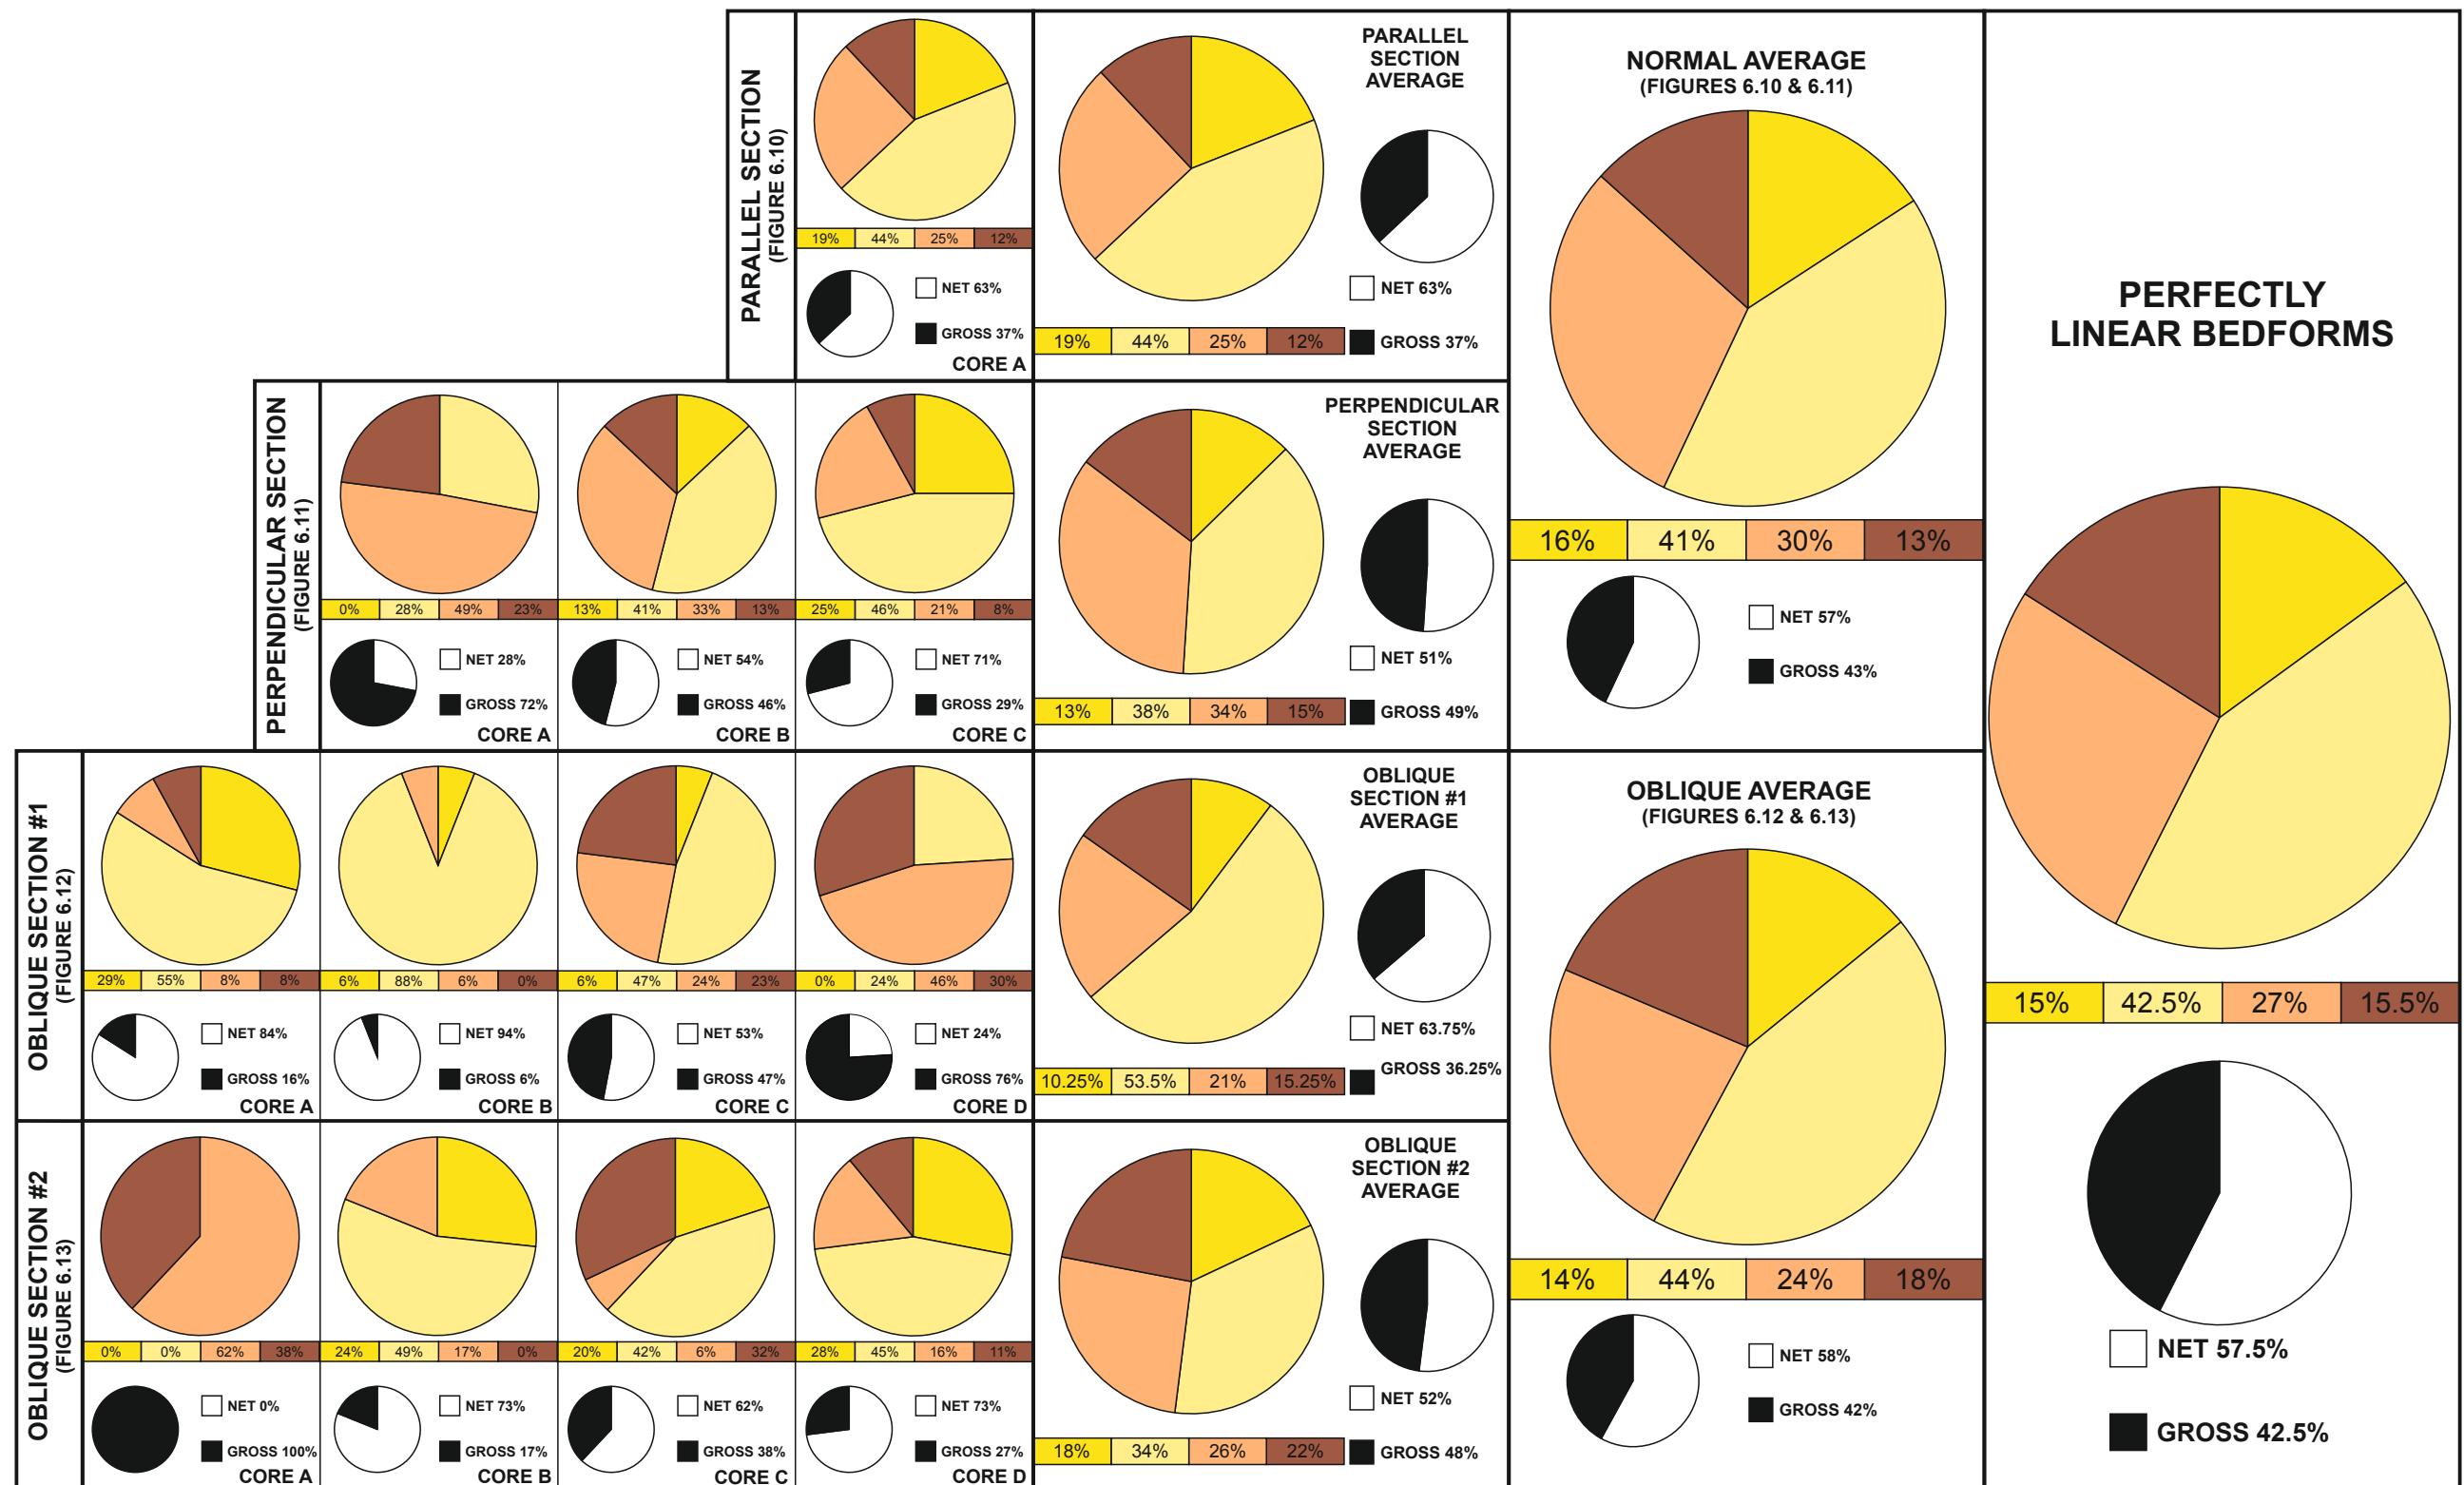 PARALLEL SECTION
(FIGURE 6.10)
19% 44% 25% 12%
NET 63%
GROSS 37%
CORE A
PARALLEL
SECTION
AVERAGE
NET 63%
19% 44% 25% 12%
GROSS 37%
PERPENDICULAR SECTION
(FIGURE 6.11)
0% 28% 49% 23%
NET 28%
GROSS 72%
CORE A
13% 41% 33% 13%
NET 54%
GROSS 46%
CORE B
25% 46% 21% 8%
NET 71%
GROSS 29%
CORE C
PERPENDICULAR
SECTION
AVERAGE
NET 51%
13% 38% 34% 15%
GROSS 49%
NORMAL AVERAGE
(FIGURES 6.10 & 6.11)
16% 41% 30% 13%
NET 57%
GROSS 43%
OBLIQUE SECTION #1
(FIGURE 6.12)
29% 55% 8% 8%
NET 84%
GROSS 16%
CORE A
6% 88% 6% 0%
NET 94%
GROSS 6%
CORE B
6% 47% 24% 23%
NET 53%
GROSS 47%
CORE C
0% 24% 46% 30%
NET 24%
GROSS 76%
CORE D
OBLIQUE
SECTION #1
AVERAGE
NET 63.75%
GROSS 36.25%
10.25% 53.5% 21% 15.25%
OBLIQUE SECTION #2
(FIGURE 6.13)
0% 0% 62% 38%
NET 0%
GROSS 100%
CORE A
24% 49% 17% 0%
NET 73%
GROSS 17%
CORE B
20% 42% 6% 32%
NET 62%
GROSS 38%
CORE C
28% 45% 16% 11%
NET 73%
GROSS 27%
CORE D
OBLIQUE
SECTION #2
AVERAGE
NET 52%
18% 34% 26% 22%
GROSS 48%
OBLIQUE AVERAGE
(FIGURES 6.12 & 6.13)
14% 44% 24% 18%
NET 58%
GROSS 42%
PERFECTLY
LINEAR BEDFORMS
15% 42.5% 27% 15.5%
NET 57.5%
GROSS 42.5%